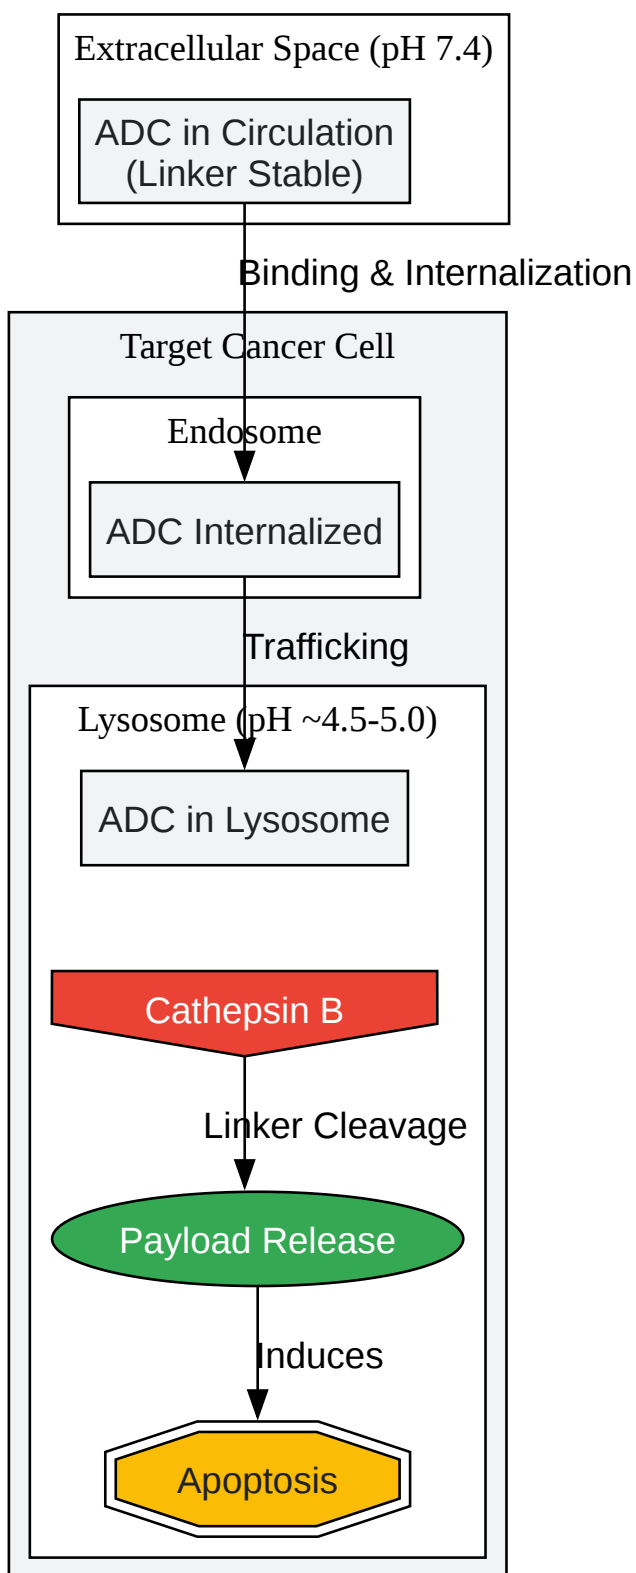 Extracellular Space (pH 7.4)
ADC in Circulation
(Linker Stable)
Binding & Internalization
Target Cancer Cell
Endosome
ADC Internalized
Trafficking
Lysosome (pH ~4.5-5.0)
ADC in Lysosome
Cathepsin B
Linker Cleavage
Payload Release
Induces
Apoptosis